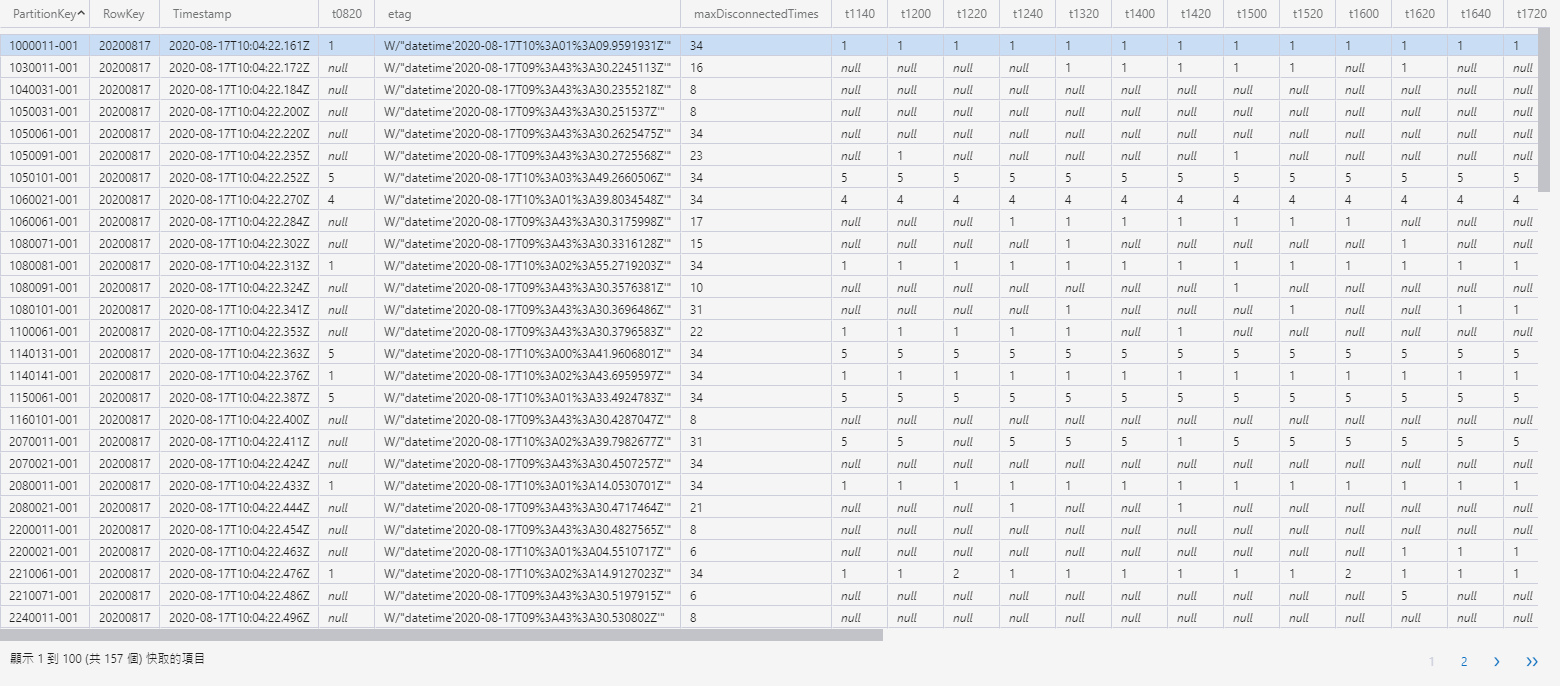 PartitionKey RowKey Timestamp t0820 etag maxDisconnectedTimes t1140 t1200 t1220 t1240 t1320 t1400 t1420 t1500 t1520 t1600 t1620 t1640 t1720
1000011-001 20200817 2020-08-17T10:04:22.161Z 1 W/"datetime'2020-08-17T10%3A01%3A09.9591931Z'" 34 1 1 1 1 1 1 1 1 1 1 1 1 1
1030011-001 20200817 2020-08-17T10:04:22.172Z null W/"datetime'2020-08-17T09%3A43%3A30.2245113Z'" 16 null null null null 1 1 1 1 1 null 1 null null
1040031-001 20200817 2020-08-17T10:04:22.184Z null W/"datetime'2020-08-17T09%3A43%3A30.2355218Z'" 8 null null null null null null null null null null null null null
1050031-001 20200817 2020-08-17T10:04:22.200Z null W/"datetime'2020-08-17T09%3A43%3A30.251537Z'" 8 null null null null null null null null null null null null null
1050061-001 20200817 2020-08-17T10:04:22.220Z null W/"datetime'2020-08-17T09%3A43%3A30.2625475Z'" 34 null null null null null null null null null null null null null
1050091-001 20200817 2020-08-17T10:04:22.235Z null W/"datetime'2020-08-17T09%3A43%3A30.2725568Z'" 23 null 1 null null null null null 1 null null null null null
1050101-001 20200817 2020-08-17T10:04:22.252Z 5 W/"datetime'2020-08-17T10%3A03%3A49.2660506Z'" 34 5 5 5 5 5 5 5 5 5 5 5 5 5
1060021-001 20200817 2020-08-17T10:04:22.270Z 4 W/"datetime'2020-08-17T10%3A01%3A39.8034548Z'" 34 4 4 4 4 4 4 4 4 4 4 4 4 4
1060061-001 20200817 2020-08-17T10:04:22.284Z null W/"datetime'2020-08-17T09%3A43%3A30.3175998Z'" 17 null null null 1 1 1 1 1 1 1 null null null
1080071-001 20200817 2020-08-17T10:04:22.302Z null W/"datetime'2020-08-17T09%3A43%3A30.3316128Z'" 15 null null null null 1 null null null null null 1 null null
1080081-001 20200817 2020-08-17T10:04:22.313Z 1 W/"datetime'2020-08-17T10%3A02%3A55.2719203Z'" 34 1 1 1 1 1 1 1 1 1 1 1 1 1
1080091-001 20200817 2020-08-17T10:04:22.324Z null W/"datetime'2020-08-17T09%3A43%3A30.3576381Z'" 10 null null null null null null null 1 null null null null null
1080101-001 20200817 2020-08-17T10:04:22.341Z null W/"datetime'2020-08-17T09%3A43%3A30.3696486Z'" 31 null null null null 1 null null null 1 null null 1 1
1100061-001 20200817 2020-08-17T10:04:22.353Z null W/"datetime'2020-08-17T09%3A43%3A30.3796583Z'" 22 1 1 1 1 1 null 1 null null null null null null
1140131-001 20200817 2020-08-17T10:04:22.363Z 5 W/"datetime'2020-08-17T10%3A00%3A41.9606801Z'" 34 5 5 5 5 5 5 5 5 5 5 5 5 5
1140141-001 20200817 2020-08-17T10:04:22.376Z 1 W/"datetime'2020-08-17T10%3A02%3A43.6959597Z'" 34 1 1 1 1 1 1 1 1 1 1 1 1 1
1150061-001 20200817 2020-08-17T10:04:22.387Z 5 W/"datetime'2020-08-17T10%3A01%3A33.4924783Z'" 34 5 5 5 5 5 5 5 5 5 5 5 5 5
1160101-001 20200817 2020-08-17T10:04:22.400Z null W/"datetime'2020-08-17T09%3A43%3A30.4287047Z'" 8 null null null null null null null null null null null null null
2070011-001 20200817 2020-08-17T10:04:22.411Z null W/"datetime'2020-08-17T10%3A02%3A39.7982677Z'" 31 5 5 null 5 5 5 1 5 5 5 5 5 5
2070021-001 20200817 2020-08-17T10:04:22.424Z null W/"datetime'2020-08-17T09%3A43%3A30.4507257Z'" 34 null null null null null null null null null null null null null
2080011-001 20200817 2020-08-17T10:04:22.433Z 1 W/"datetime'2020-08-17T10%3A01%3A14.0530701Z'" 34 1 1 1 1 1 1 1 1 1 1 1 1 1
2080021-001 20200817 2020-08-17T10:04:22.444Z null W/"datetime'2020-08-17T09%3A43%3A30.4717464Z'" 21 null null null 1 null null 1 null null null null null null
2200011-001 20200817 2020-08-17T10:04:22.454Z null W/"datetime'2020-08-17T09%3A43%3A30.4827565Z'" 8 null null null null null null null null null null null null null
2200021-001 20200817 2020-08-17T10:04:22.463Z null W/"datetime'2020-08-17T10%3A01%3A04.5510717Z'" 6 null null null null null null null null null null 1 1 1
2210061-001 20200817 2020-08-17T10:04:22.476Z 1 W/"datetime'2020-08-17T10%3A02%3A14.9127023Z'" 34 1 1 2 1 1 1 1 1 1 2 1 1 1
2210071-001 20200817 2020-08-17T10:04:22.486Z null W/"datetime'2020-08-17T09%3A43%3A30.5197915Z'" 6 null null null null null null null null null null 5 null null
2240011-001 20200817 2020-08-17T10:04:22.496Z null W/"datetime'2020-08-17T09%3A43%3A30.530802Z'" 8 null null null null null null null null null null null null null
顯示 1 到 100 (共 157 個) 快取的項目 1 2